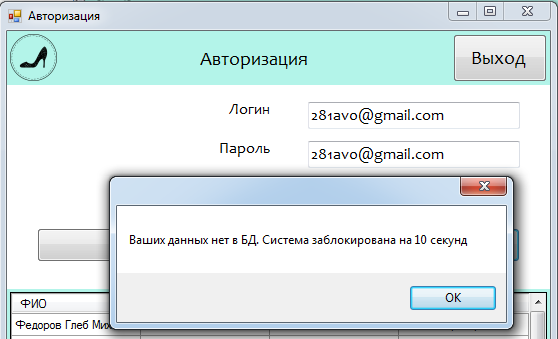 Авторизация
Авторизация
Выход
Логин
281avo@gmail.com
Пароль
281avo@gmail.com
Ваших данных нет в БД. Система заблокирована на 10 секунд
OK
ФИО
Федоров Глеб Мих